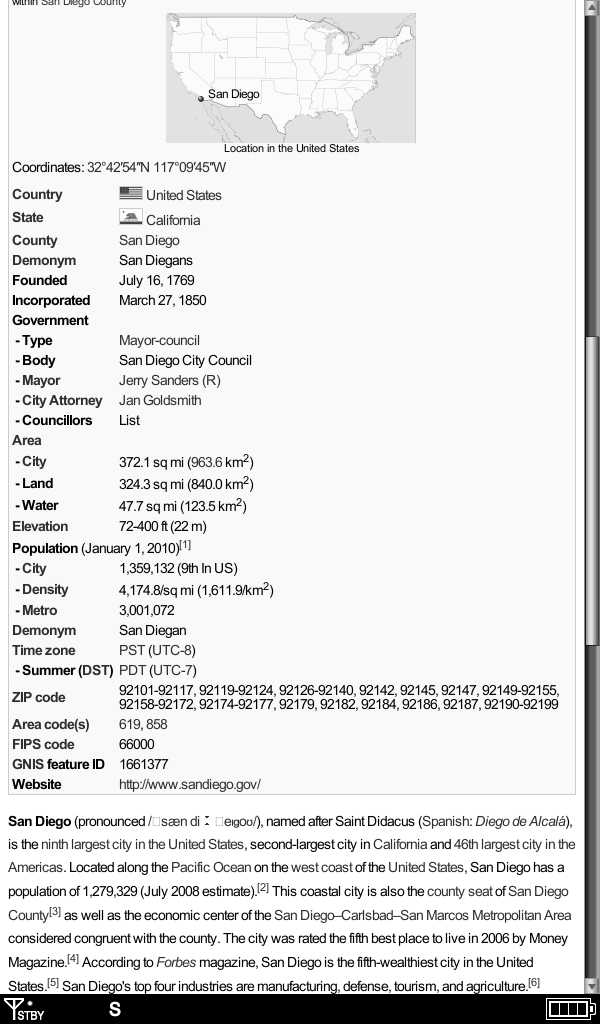 within San Diego County
San Diego
Location in the United States
Coordinates: 32°42′54″N 117°09′45″W
Country United States
State California
County San Diego
Demonym San Diegans
Founded July 16, 1769
Incorporated March 27, 1850
Government
- Type Mayor-council
- Body San Diego City Council
- Mayor Jerry Sanders (R)
- City Attorney Jan Goldsmith
- Councillors List
Area
- City 372.1 sq mi (963.6 km2)
- Land 324.3 sq mi (840.0 km2)
- Water 47.7 sq mi (123.5 km2)
Elevation 72-400 ft (22 m)
Population (January 1, 2010)[1]
- City 1,359,132 (9th In US)
- Density 4,174.8/sq mi (1,611.9/km2)
- Metro 3,001,072
Demonym San Diegan
Time zone PST (UTC-8)
- Summer (DST) PDT (UTC-7)
ZIP code 92101-92117, 92119-92124, 92126-92140, 92142, 92145, 92147, 92149-92155,
92158-92172, 92174-92177, 92179, 92182, 92184, 92186, 92187, 92190-92199
Area code(s) 619, 858
FIPS code 66000
GNIS feature ID 1661377
Website http://www.sandiego.gov/
San Diego (pronounced /□sæn diː □eɪgoʊ/), named after Saint Didacus (Spanish: Diego de Alcalá),
is the ninth largest city in the United States, second-largest city in California and 46th largest city in the
Americas. Located along the Pacific Ocean on the west coast of the United States, San Diego has a
population of 1,279,329 (July 2008 estimate).[2] This coastal city is also the county seat of San Diego
County[3] as well as the economic center of the San Diego–Carlsbad–San Marcos Metropolitan Area
considered congruent with the county. The city was rated the fifth best place to live in 2006 by Money
Magazine.[4] According to Forbes magazine, San Diego is the fifth-wealthiest city in the United
States.[5] San Diego's top four industries are manufacturing, defense, tourism, and agriculture.[6]
STBY S